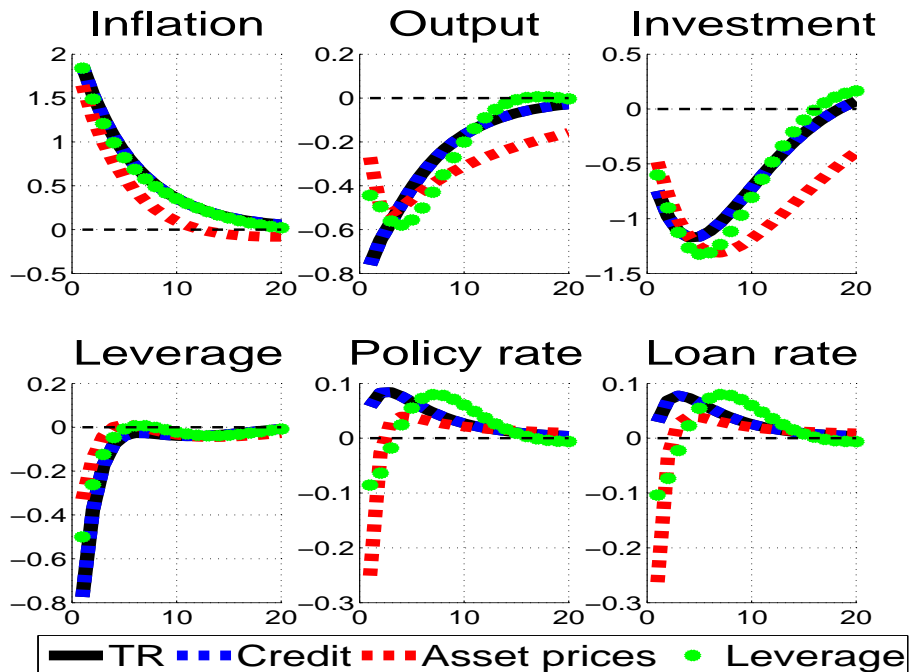 Inflation Output Investment
2 0.2 0.5
1.5 0 0
1 −0.2 −0.5
0.5 −0.4 −1
0 −0.6
−0.5 −0.8 −1.5
0 10 20 0 10 20 0 10 20
Leverage Policy rate Loan rate
0.2 0.1 0.1
0 0 0
−0.2 −0.1 −0.1
−0.4
−0.6 −0.2 −0.2
−0.8 −0.3 −0.3
0 10 20 0 10 20 0 10 20
TR Credit Asset prices Leverage